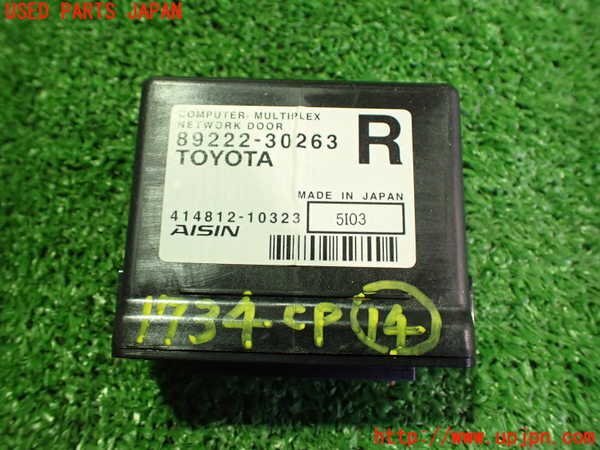 USED PARTS JAPAN
COMPUTER, MULTIPLEX
NETWORK DOOR
89222-30263
R
TOYOTA
MADE IN JAPAN
414812-10323
5I03
AISIN
1734.CP 14
http://www.upjpn.com